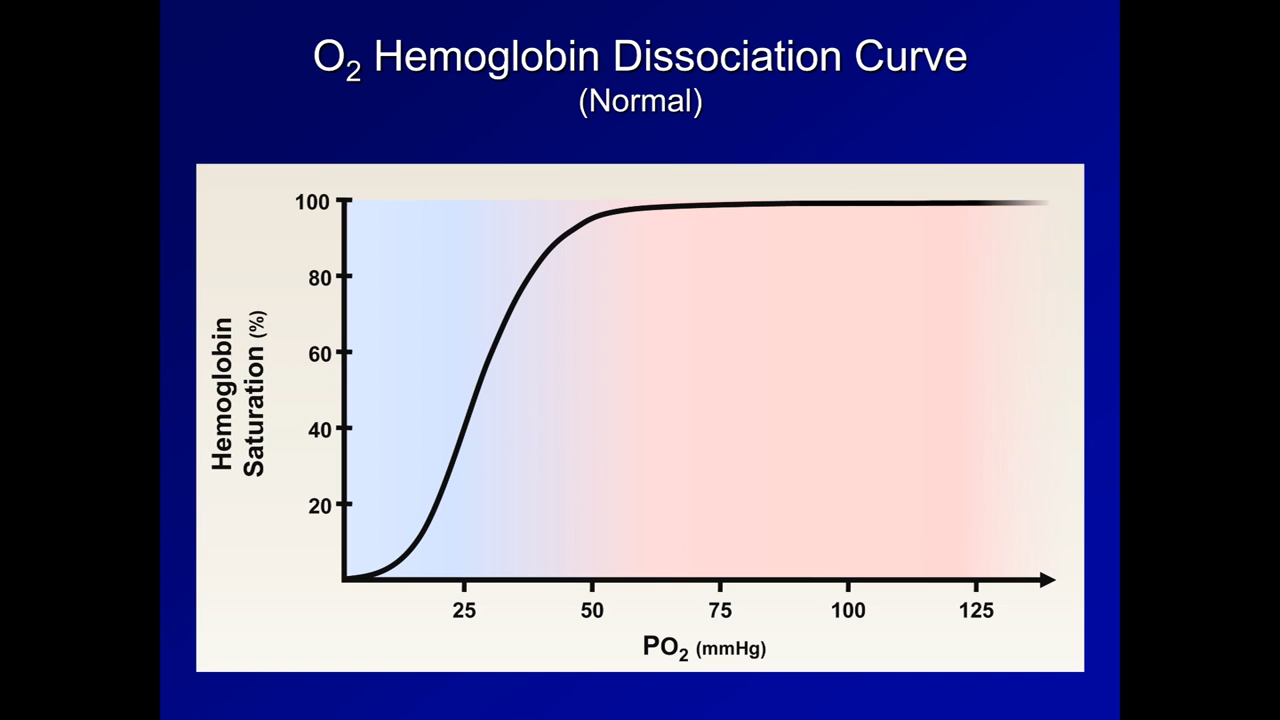 O₂ Hemoglobin Dissociation Curve
(Normal)
100
80
60
40
20
Hemoglobin
Saturation (%)
25 50 75 100 125
PO₂ (mmHg)